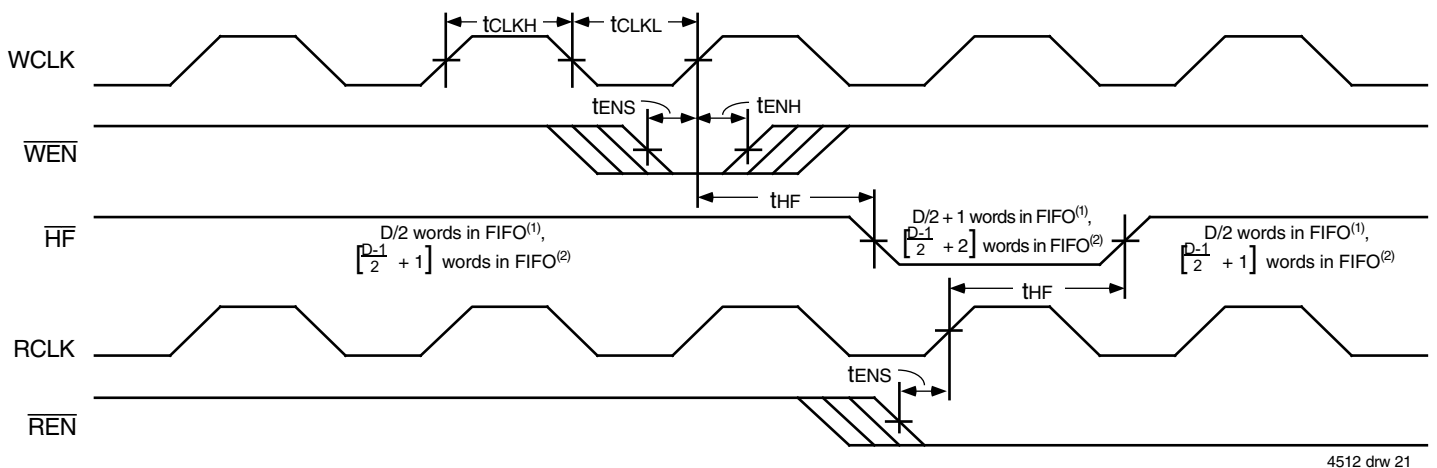 tCLKH
tCLKL
WCLK
tENS
tENH
WEN
tHF
HF
D/2 words in FIFO(1),
[D-1/2 + 1] words in FIFO(2)
D/2 + 1 words in FIFO(1),
[D-1/2 + 2] words in FIFO(2)
D/2 words in FIFO(1),
[D-1/2 + 1] words in FIFO(2)
tHF
RCLK
tENS
REN
4512 drw 21